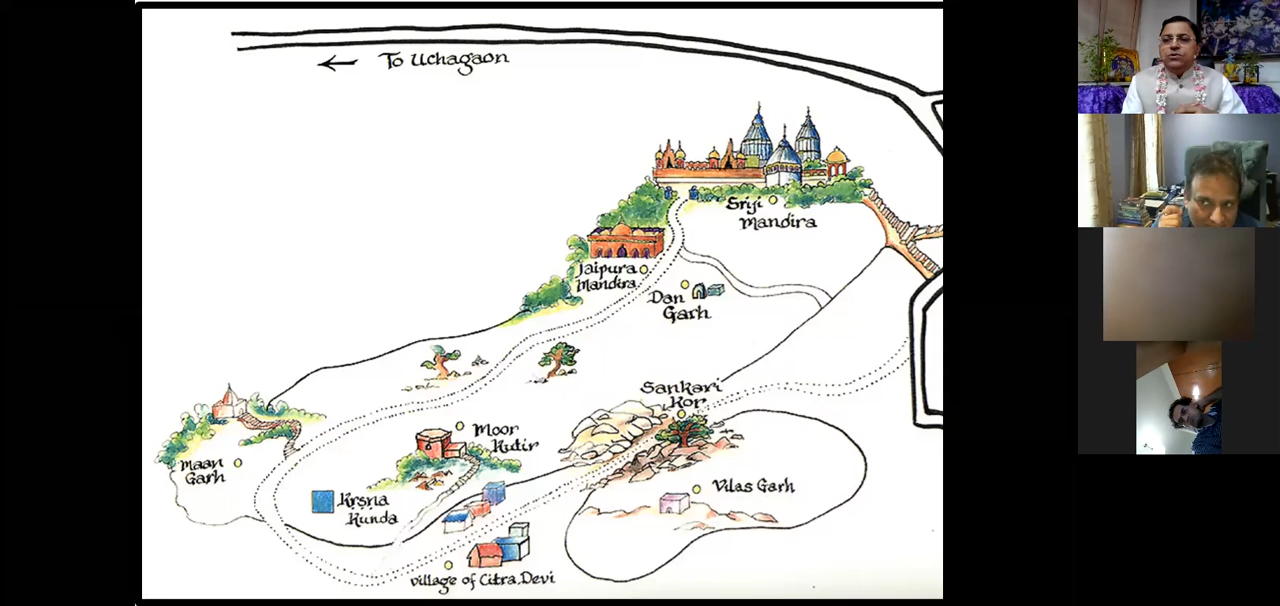 To Uchagaon
Sriji
Mandira
Jaipura
Mandira
Dan
Garh
Sankari
Kor
Moor
Kutir
Maan
Garh
Krsna
Kunda
Vilas Garh
village of Citra Devi